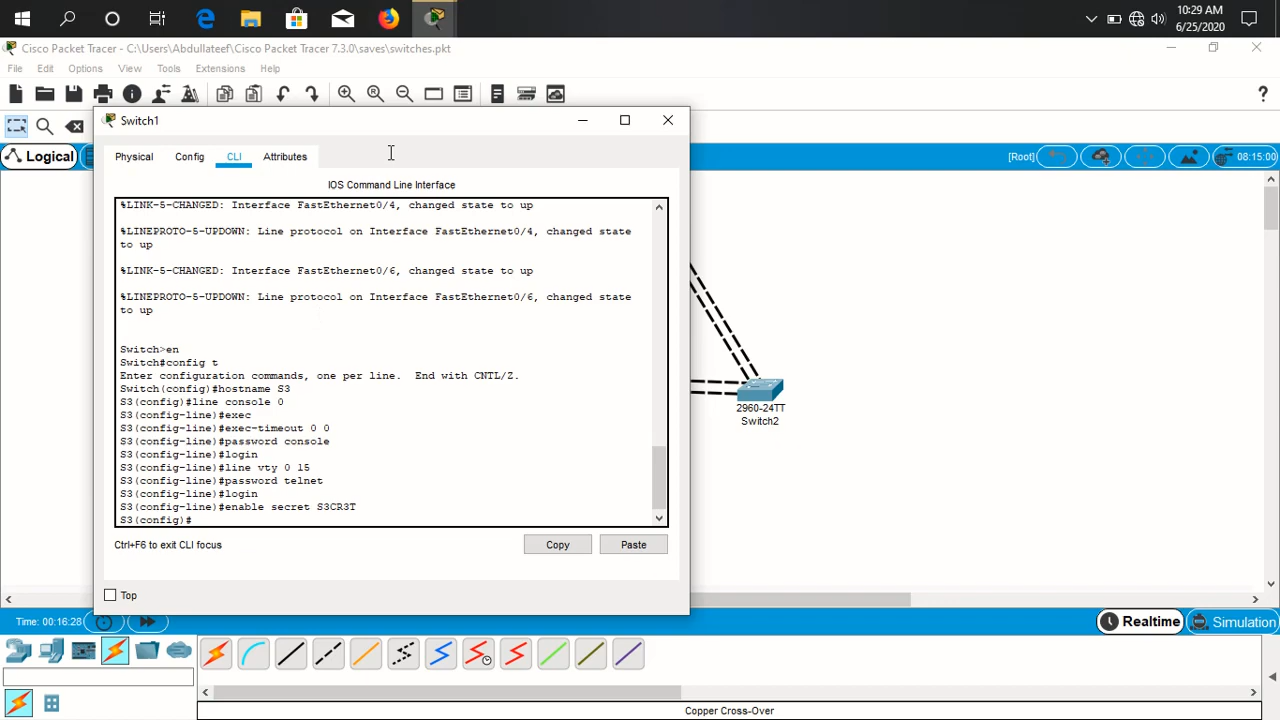 10:29 AM
6/25/2020
Cisco Packet Tracer - C:\Users\Abdullateef\Cisco Packet Tracer 7.3.0\saves\switches.pkt
File Edit Options View Tools Extensions Help
Switch1
Logical
[Root]
08:15:00
Physical Config CLI Attributes
IOS Command Line Interface
%LINK-5-CHANGED: Interface FastEthernet0/4, changed state to up
%LINEPROTO-5-UPDOWN: Line protocol on Interface FastEthernet0/4, changed state
to up
%LINK-5-CHANGED: Interface FastEthernet0/6, changed state to up
%LINEPROTO-5-UPDOWN: Line protocol on Interface FastEthernet0/6, changed state
to up
Switch>en
Switch#config t
Enter configuration commands, one per line.  End with CNTL/Z.
Switch(config)#hostname S3
S3(config)#line console 0
S3(config-line)#exec
S3(config-line)#exec-timeout 0 0
S3(config-line)#password console
S3(config-line)#login
S3(config-line)#line vty 0 15
S3(config-line)#password telnet
S3(config-line)#login
S3(config-line)#enable secret S3CR3T
S3(config)#
2960-24TT
Switch2
Ctrl+F6 to exit CLI focus
Copy
Paste
Top
Time: 00:16:28
Realtime
Simulation
Copper Cross-Over